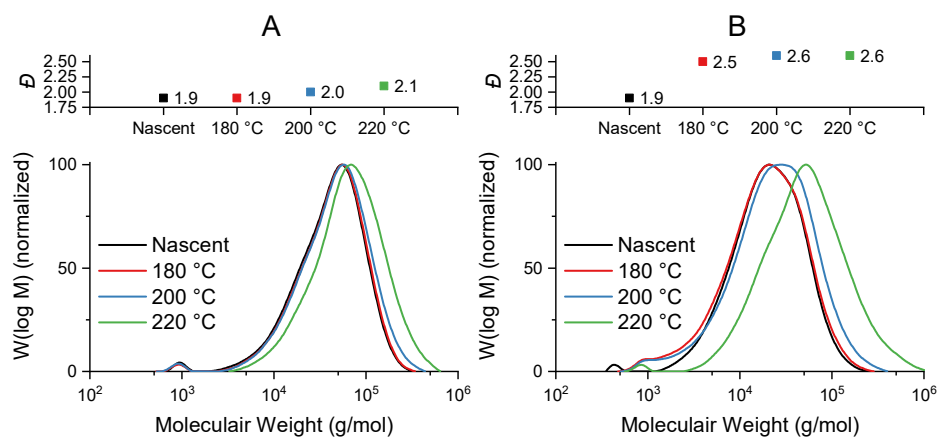 A
Đ
2.50
2.25
2.00
1.75
1.9
1.9
2.0
2.1
Nascent
180 °C
200 °C
220 °C
W(log M) (normalized)
100
50
0
Nascent
180 °C
200 °C
220 °C
10²
10³
10⁴
10⁵
10⁶
Moleculair Weight (g/mol)
B
Đ
2.50
2.25
2.00
1.75
1.9
2.5
2.6
2.6
Nascent
180 °C
200 °C
220 °C
W(log M) (normalized)
100
50
0
Nascent
180 °C
200 °C
220 °C
10²
10³
10⁴
10⁵
10⁶
Moleculair Weight (g/mol)